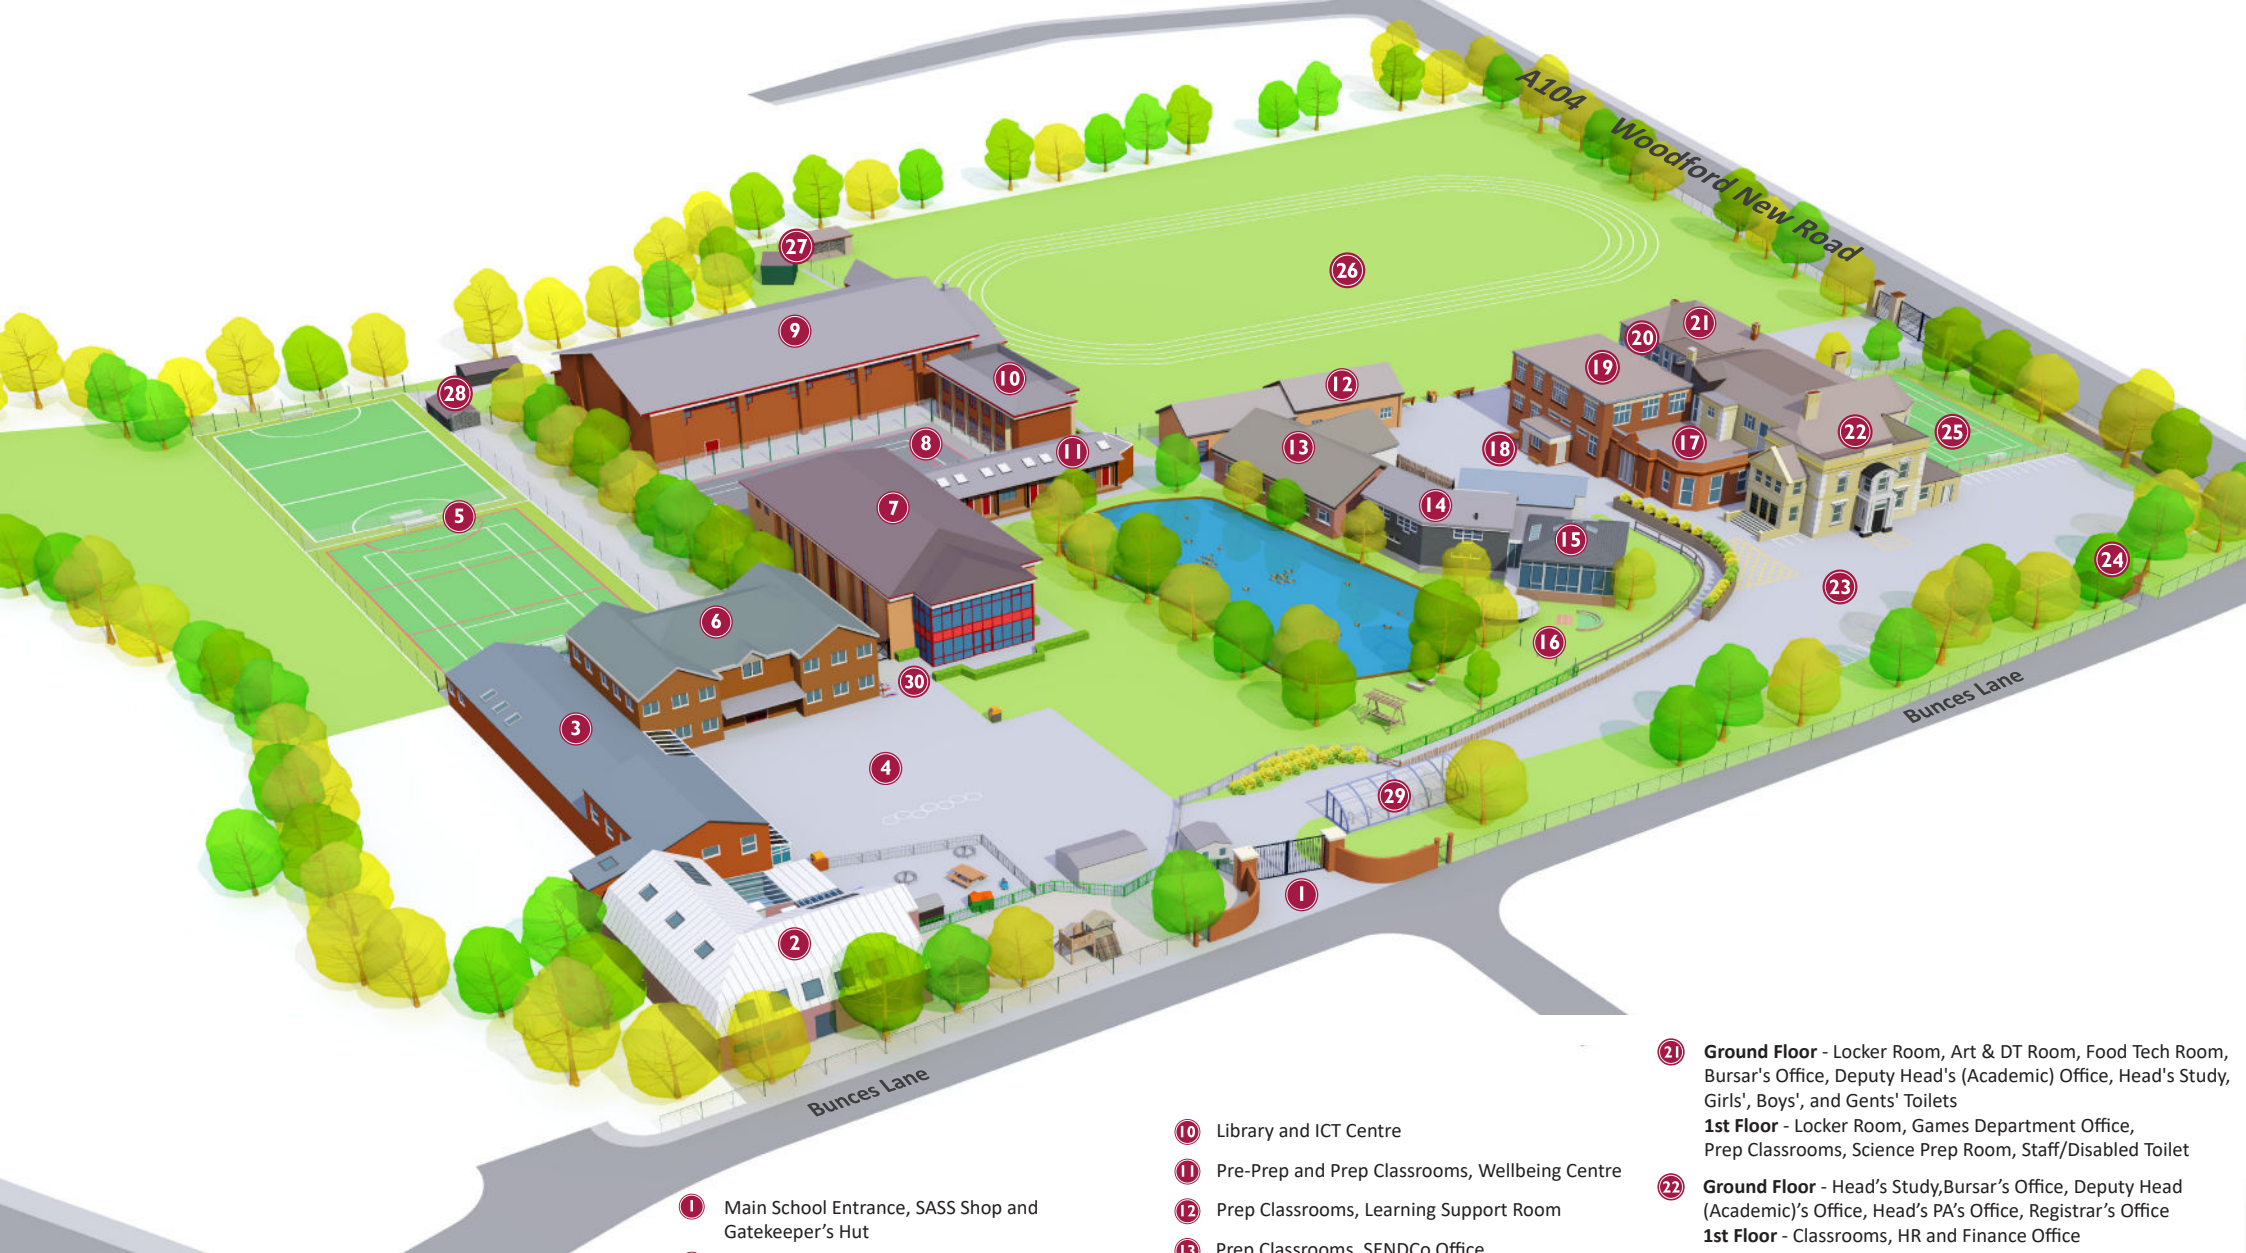 A104 Woodford New Road
27
26
9
21
20
19
10
12
28
22
25
8
13
11
17
18
5
7
14
15
24
23
6
16
30
Bunces Lane
3
4
29
1
2
Bunces Lane
1 Main School Entrance, SASS Shop and
Gatekeeper's Hut
10 Library and ICT Centre
11 Pre-Prep and Prep Classrooms, Wellbeing Centre
12 Prep Classrooms, Learning Support Room
13 Prep Classrooms, SENDCo Office
21 Ground Floor - Locker Room, Art & DT Room, Food Tech Room,
Bursar's Office, Deputy Head's (Academic) Office, Head's Study,
Girls', Boys', and Gents' Toilets
1st Floor - Locker Room, Games Department Office,
Prep Classrooms, Science Prep Room, Staff/Disabled Toilet
22 Ground Floor - Head's Study,Bursar's Office, Deputy Head
(Academic)'s Office, Head's PA's Office, Registrar's Office
1st Floor - Classrooms, HR and Finance Office